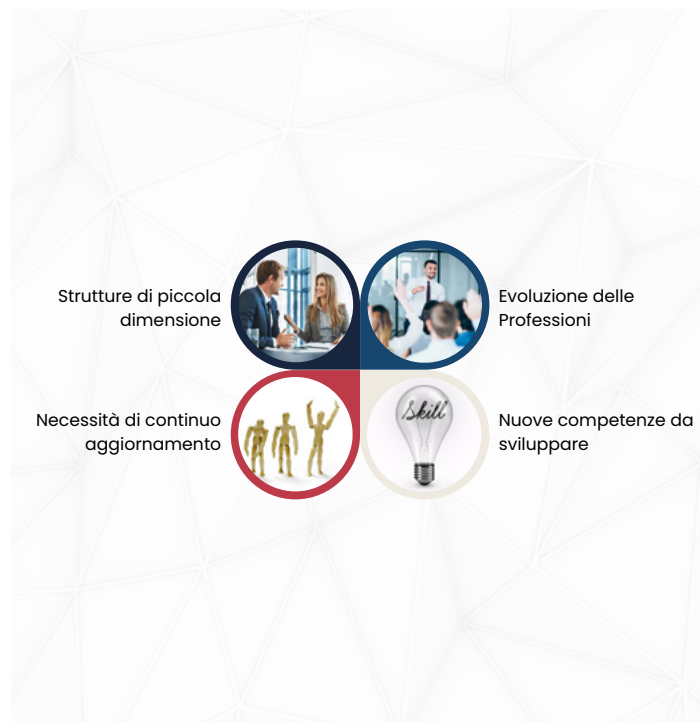 Strutture di piccola
dimensione
Evoluzione delle
Professioni
Necessità di continuo
aggiornamento
Skill
Nuove competenze da
sviluppare